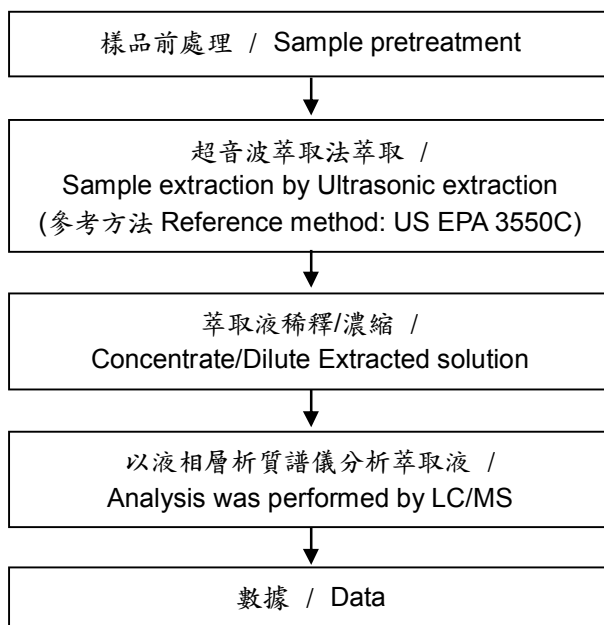 樣品前處理 / Sample pretreatment
超音波萃取法萃取 /
Sample extraction by Ultrasonic extraction
(參考方法 Reference method: US EPA 3550C)
萃取液稀釋/濃縮 /
Concentrate/Dilute Extracted solution
以液相層析質譜儀分析萃取液 /
Analysis was performed by LC/MS
數據 / Data